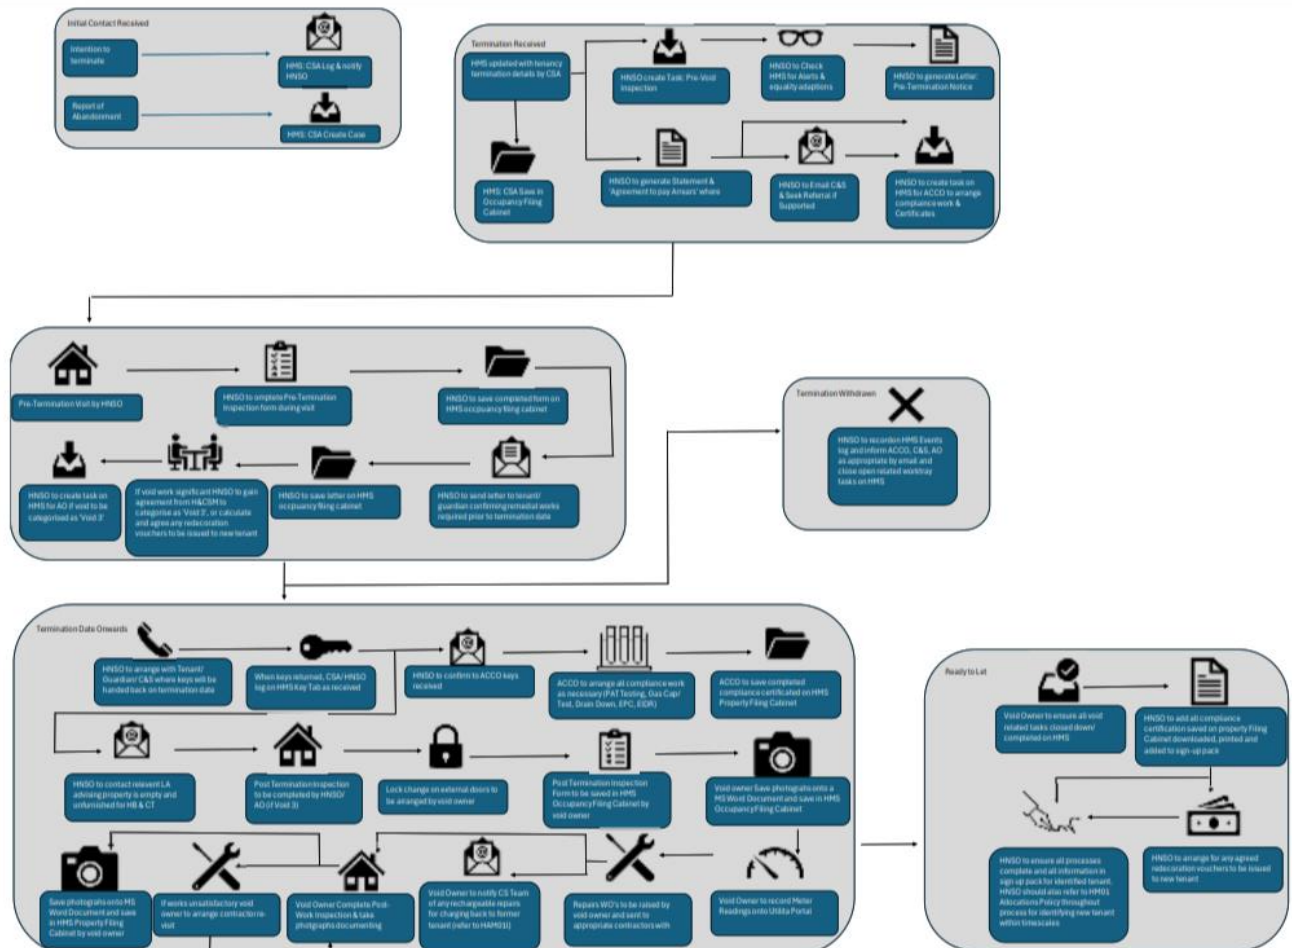 Initial Contact Received
Intention to
terminate
HMS: CSA Log & notify
HNSO
Report of
Abandonment
HMS: CSA Create Case
Termination Received
HMS updated with tenancy
termination details by CSA
HNSO create Task: Pre-Void
Inspection
HNSO to Check
HMS for Alerts &
equality adaptions
HNSO to generate Letter:
Pre-Termination Notice
HMS: CSA Save in
Occupancy Filing
Cabinet
HNSO to generate Statement &
'Agreement to pay Arrears' where
HNSO to Email C&S
& Seek Referral if
Supported
HNSO to create task on
HMS for ACCO to arrange
complaince work &
Certificates
Pre-Termination Visit by HNSO
HNSO to omplete Pre-Temination
Inspection form during visit
HNSO to save completed form on
HMS occpuancy filing cabinet
HNSO to create task on
HMS for AO if void to be
categorised as 'Void 3'
If void work significant HNSO to gain
agreement from H&CSM to
categorise as 'Void 3', or calculate
and agree any redecoration
vouchers to be issued to new tenant
HNSO to save letter on HMS
occpuancy filing cabinet
HNSO to send letter to tenant/
guardian confirming remedial works
required prior to termination date
Termination Withdrawn
HNSO to recordon HMS Events
log and inform ACCO, C&S, AO
as appropriate by email and
close open related worktray
tasks on HMS
Termination Date Onwards
HNSO to arrange with Tenant/
Guardian/ C&S where keys will be
handed back on termination date
When keys returned, CSA/ HNSO
log on HMS Key Tab as received
HNSO to confirm to ACCO keys
received
ACCO to arrange all compliance work
as necessary (PAT Testing, Gas Cap/
Test, Drain Down, EPC, EICR)
ACCO to save completed
compliance certificated on HMS
Property Filing Cabinet
HNSO to contact relevent LA
advising property is empty and
unfurnished for HB & CT
Post Termination Inspection
to be completed by HNSO/
AO (if Void 3)
Lock change on external doors to
be arranged by void owner
Post Termination Inspection
Form to be saved in HMS
Occupancy Filing Cabinet by
void owner
Void owner Save photograhs onto a
MS Word Document and save in HMS
Occupancy Filing Cabinet
Save photograhs onto MS
Word Document and save
in HMS Property Filing
Cabinet by void owner
If works unsatisfactory void
owner to arrange contractor re-
visit
Void Owner Complete Post-
Work Inspection & take
photgraphs documenting
Void Owner to notify CS Team
of any rechargeable repairs
for charging back to former
tenant (refer to HAM01I)
Repairs WO's to be raised by
void owner and sent to
appropriate contractors with
Void Owner to record Meter
Readings onto Utilita Portal
Ready to Let
Void Owner to ensure all void
related tasks closed down/
completed on HMS
HNSO to add all compliance
certification saved on property Filing
Cabinet downloaded, printed and
added to sign-up pack
HNSO to ensure all processes
complete and all information in
sign up pack for identified tenant.
HNSO should also refer to HM01
Allocations Policy throughout
process for identifying new tenant
within timescales
HNSO to arrange for any agreed
redecoration vouchers to be issued
to new tenant